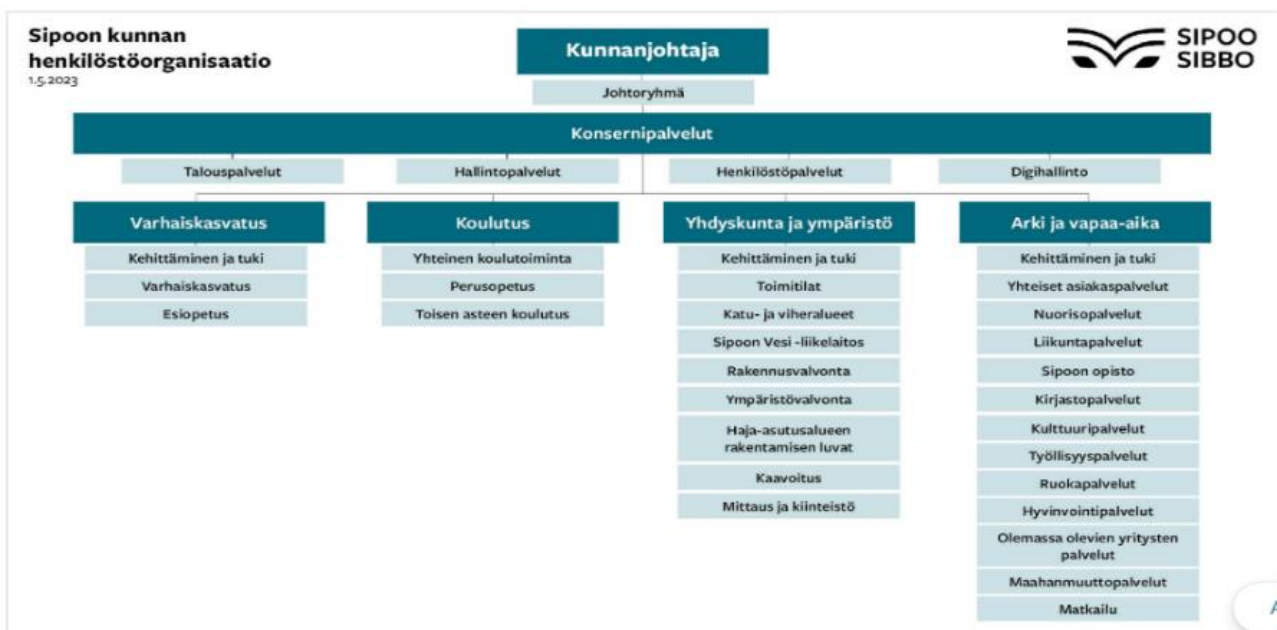 Sipoon kunnan
henkilöstöorganisaatio
1.5.2023
SIPOO
SIBBO
Kunnanjohtaja
Johtoryhmä
Konsernipalvelut
Talouspalvelut
Hallintopalvelut
Henkilöstöpalvelut
Digihallinto
Varhaiskasvatus
Kehittäminen ja tuki
Varhaiskasvatus
Esiopetus
Koulutus
Yhteinen koulutoiminta
Perusopetus
Toisen asteen koulutus
Yhdyskunta ja ympäristö
Kehittäminen ja tuki
Toimitilat
Katu- ja viheralueet
Sipoon Vesi -liikelaitos
Rakennusvalvonta
Ympäristövalvonta
Haja-asutusalueen
rakentamisen luvat
Kaavoitus
Mittaus ja kiinteistö
Arki ja vapaa-aika
Kehittäminen ja tuki
Yhteiset asiakaspalvelut
Nuorisopalvelut
Liikuntapalvelut
Sipoon opisto
Kirjastopalvelut
Kulttuuripalvelut
Työllisyyspalvelut
Ruokapalvelut
Hyvinvointipalvelut
Olemassa olevien yritysten
palvelut
Maahanmuuttopalvelut
Matkailu